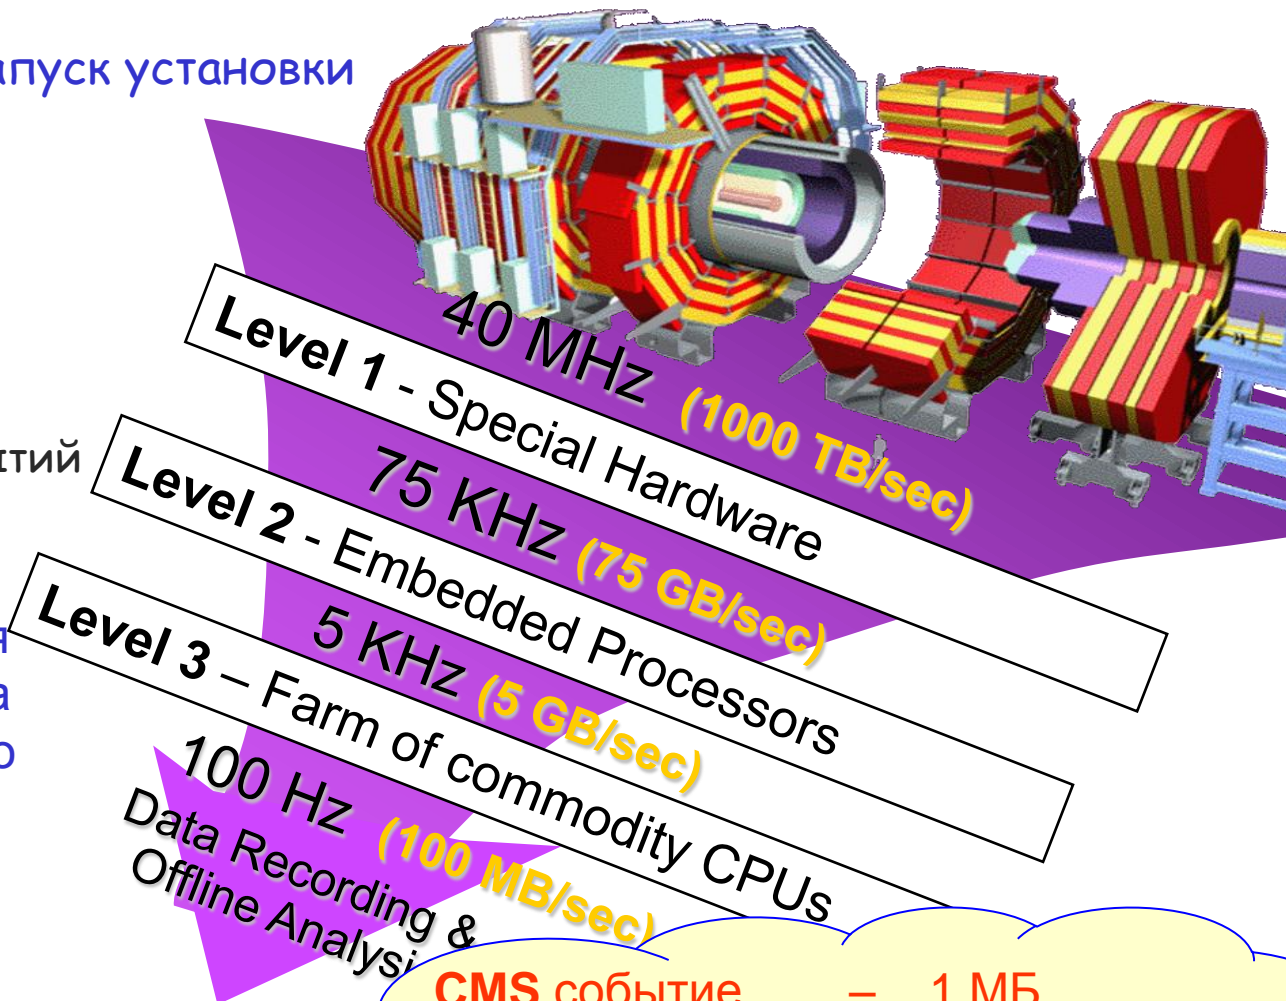 апуск установки
40 MHz (1000 TB/sec)
Level 1 - Special Hardware
75 KHz (75 GB/sec)
Level 2 - Embedded Processors
5 KHz (5 GB/sec)
Level 3 – Farm of commodity CPUs
100 Hz (100 MB/sec)
Data Recording &
Offline Analysi
тий
я
а
о
CMS событие – 1 МБ